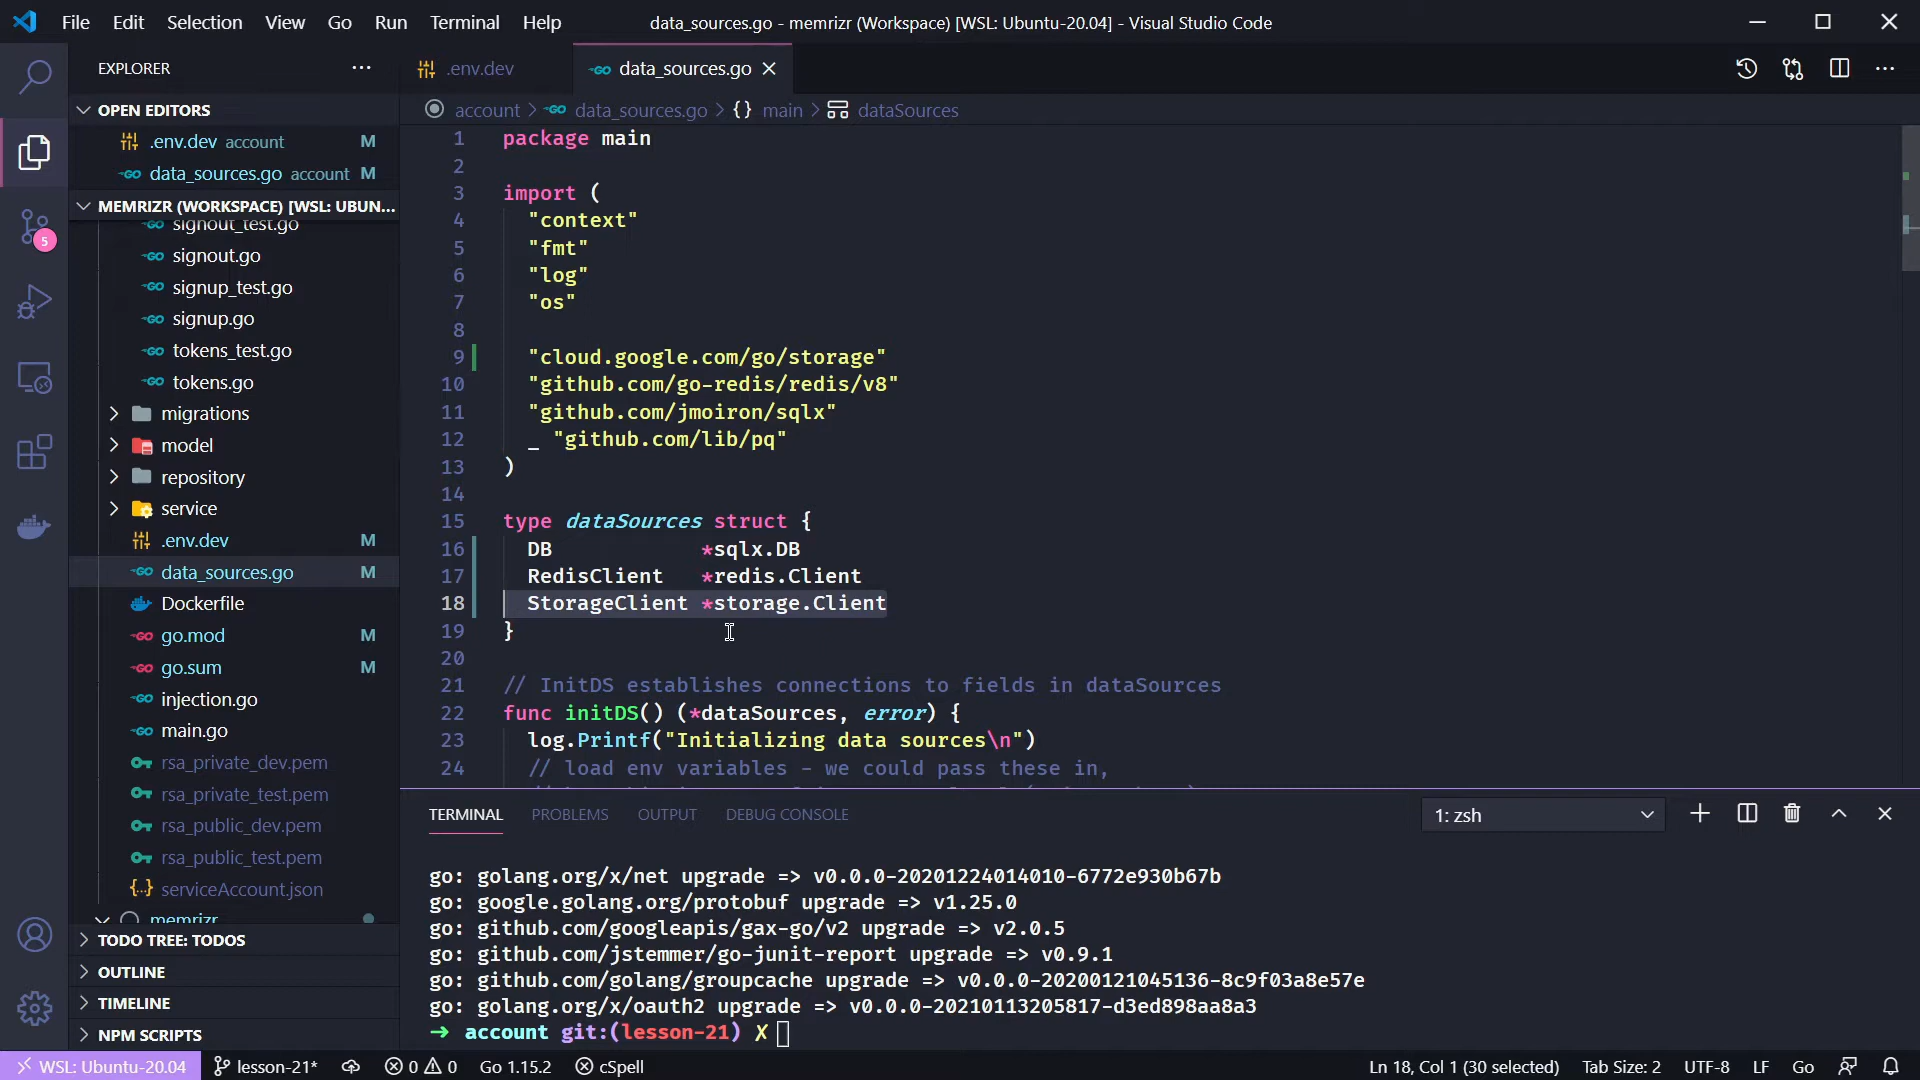 File Edit Selection View Go Run Terminal Help
data_sources.go - memrizr (Workspace) [WSL: Ubuntu-20.04] - Visual Studio Code
EXPLORER
OPEN EDITORS
.env.dev account M
data_sources.go account M
MEMRIZR (WORKSPACE) [WSL: UBUN...
signout_test.go
signout.go
signup_test.go
signup.go
tokens_test.go
tokens.go
migrations
model
repository
service
.env.dev M
data_sources.go M
Dockerfile
go.mod M
go.sum M
injection.go
main.go
rsa_private_dev.pem
rsa_private_test.pem
rsa_public_dev.pem
rsa_public_test.pem
serviceAccount.json
memrizr
TODO TREE: TODOS
OUTLINE
TIMELINE
NPM SCRIPTS
5
.env.dev
data_sources.go
account > data_sources.go > {} main > dataSources
1 package main
2
3 import (
4 "context"
5 "fmt"
6 "log"
7 "os"
8
9 "cloud.google.com/go/storage"
10 "github.com/go-redis/redis/v8"
11 "github.com/jmoiron/sqlx"
12 _ "github.com/lib/pq"
13 )
14
15 type dataSources struct {
16 DB *sqlx.DB
17 RedisClient *redis.Client
18 StorageClient *storage.Client
19 }
20
21 // InitDS establishes connections to fields in dataSources
22 func initDS() (*dataSources, error) {
23 log.Printf("Initializing data sources\n")
24 // load env variables - we could pass these in,
TERMINAL PROBLEMS OUTPUT DEBUG CONSOLE
1: zsh
go: golang.org/x/net upgrade => v0.0.0-20201224014010-6772e930b67b
go: google.golang.org/protobuf upgrade => v1.25.0
go: github.com/googleapis/gax-go/v2 upgrade => v2.0.5
go: github.com/jstemmer/go-junit-report upgrade => v0.9.1
go: github.com/golang/groupcache upgrade => v0.0.0-20200121045136-8c9f03a8e57e
go: golang.org/x/oauth2 upgrade => v0.0.0-20210113205817-d3ed898aa8a3
→ account git:(lesson-21) ✗
WSL: Ubuntu-20.04 lesson-21* 0 0 Go 1.15.2 cSpell
Ln 18, Col 1 (30 selected) Tab Size: 2 UTF-8 LF Go